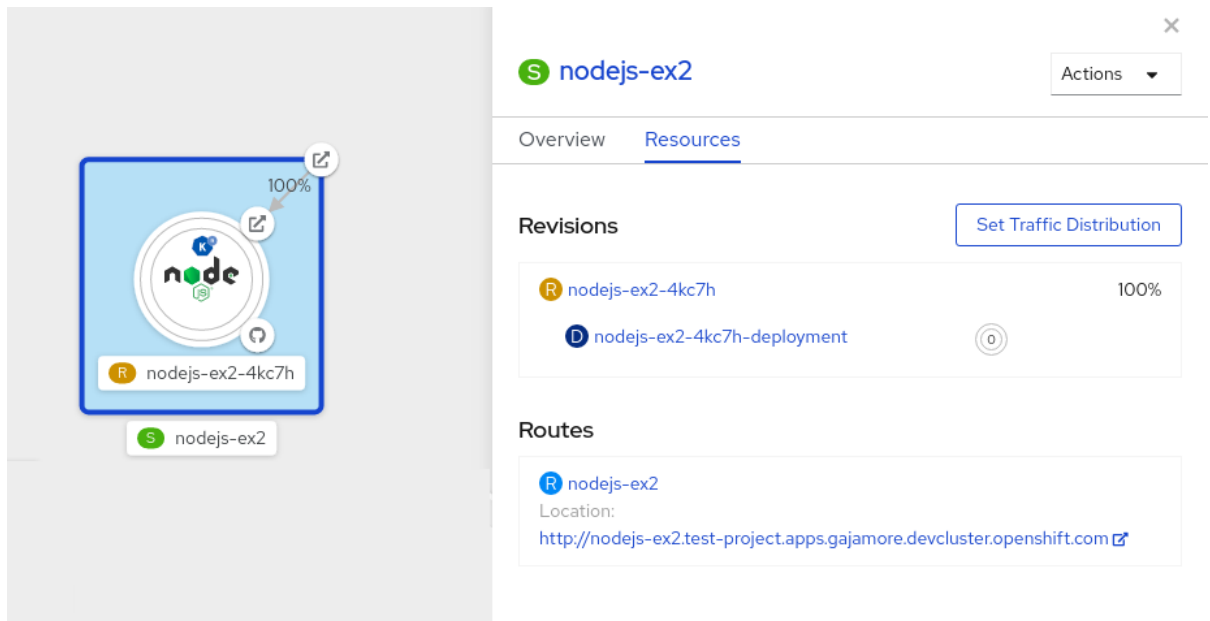 100%
K
node
JS
R nodejs-ex2-4kc7h
S nodejs-ex2
S nodejs-ex2
Actions
Overview Resources
Revisions
Set Traffic Distribution
R nodejs-ex2-4kc7h 100%
D nodejs-ex2-4kc7h-deployment 0
Routes
R nodejs-ex2
Location:
http://nodejs-ex2.test-project.apps.gajamore.devcluster.openshift.com